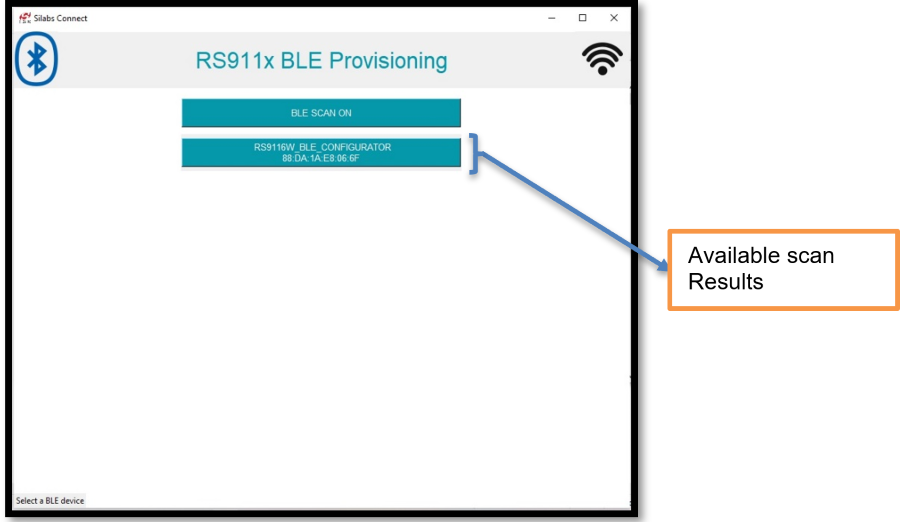 Silabs Connect
RS911x BLE Provisioning
BLE SCAN ON
RS9116W_BLE_CONFIGURATOR
88:DA:1A:E8:06:6F
Available scan
Results
Select a BLE device